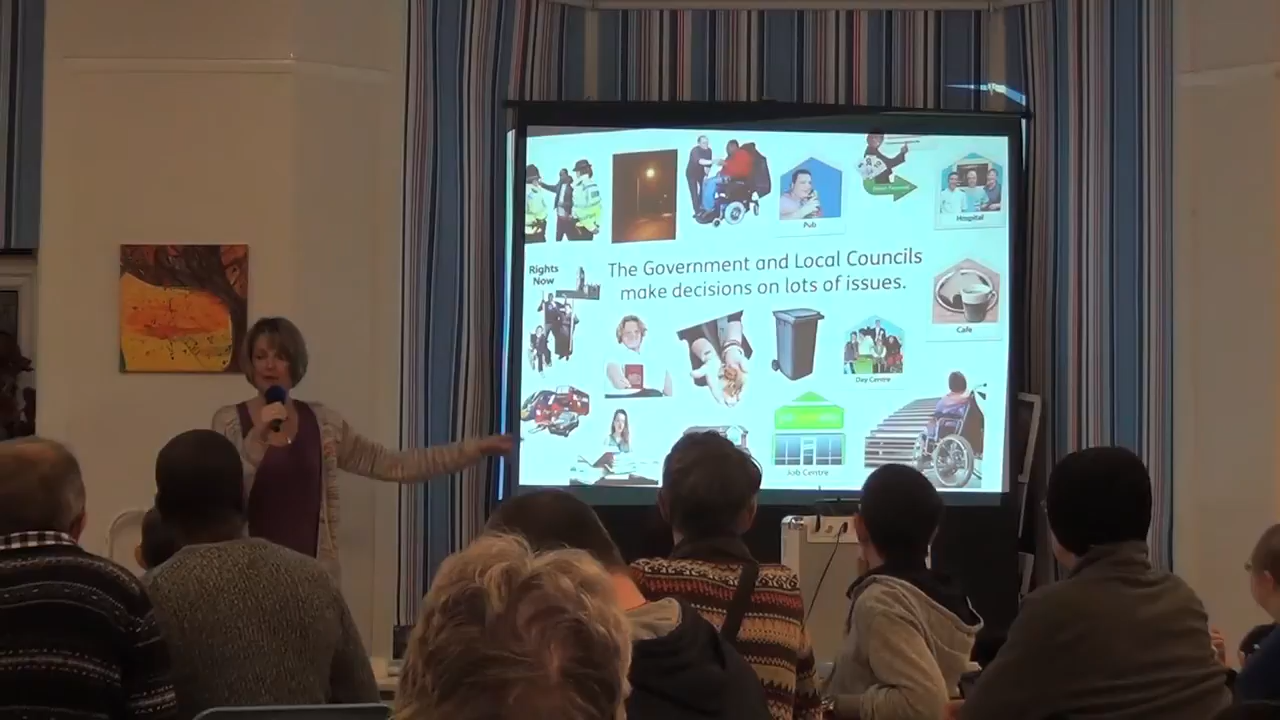 Pub
Hospital
Rights
Now
The Government and Local Councils
make decisions on lots of issues.
Cafe
Day Centre
Job Centre